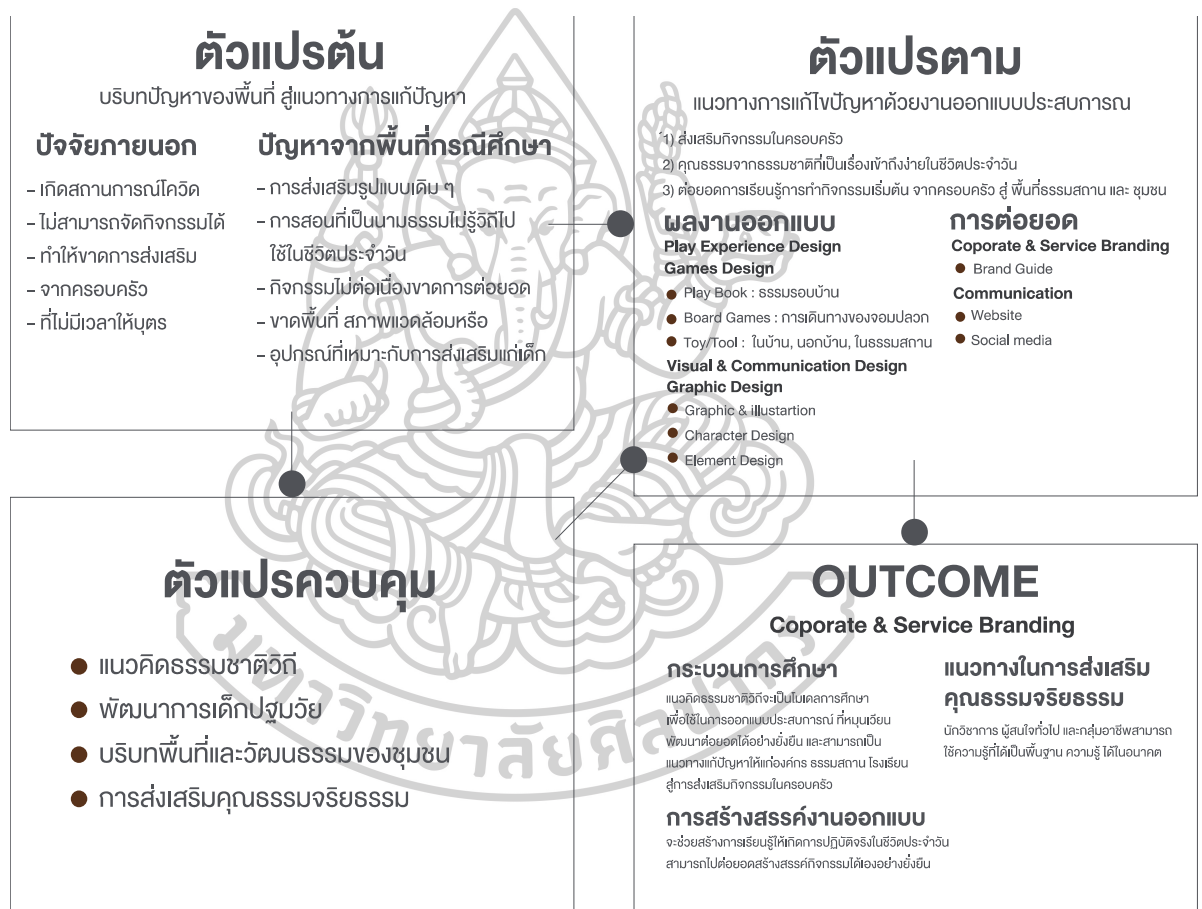 ตัวแปรต้น
บริบทปัญหาของพื้นที่ สู่แนวทางการแก้ปัญหา
ปัจจัยภายนอก
– เกิดสถานการณ์โควิด
– ไม่สามารถจัดกิจกรรมได้
– ทำให้ขาดการส่งเสริม
– จากครอบครัว
– ที่ไม่มีเวลาให้บุตร
ปัญหาจากพื้นที่กรณีศึกษา
– การส่งเสริมรูปแบบเดิม ๆ
– การสอนที่เป็นนามธรรมไม่รู้วิถีไป
ใช้ในชีวิตประจำวัน
– กิจกรรมไม่ต่อเนื่องขาดการต่อยอด
– ขาดพื้นที่ สภาพแวดล้อมหรือ
– อุปกรณ์ที่เหมาะกับการส่งเสริมแก่เด็ก
ตัวแปรตาม
แนวทางการแก้ไขปัญหาด้วยงานออกแบบประสบการณ
1) ส่งเสริมกิจกรรมในครอบครัว
2) คุณธรรมจากธรรมชาติที่เป็นเรื่องเข้าถึงง่ายในชีวิตประจำวัน
3) ต่อยอดการเรียนรู้การทำกิจกรรมเริ่มต้น จากครอบครัว สู่ พื้นที่ธรรมสถาน และ ชุมชน
ผลงานออกแบบ
Play Experience Design
Games Design
● Play Book : ธรรมรอบบ้าน
● Board Games : การเดินทางของจอมปลวก
● Toy/Tool : ในบ้าน, นอกบ้าน, ในธรรมสถาน
Visual & Communication Design
Graphic Design
● Graphic & illustartion
● Character Design
● Element Design
การต่อยอด
Coporate & Service Branding
● Brand Guide
Communication
● Website
● Social media
ตัวแปรควบคุม
● แนวคิดธรรมชาติวิถี
● พัฒนาการเด็กปฐมวัย
● บริบทพื้นที่และวัฒนธรรมของชุมชน
● การส่งเสริมคุณธรรมจริยธรรม
OUTCOME
Coporate & Service Branding
กระบวนการศึกษา
แนวคิดธรรมชาติวิถีจะเป็นโมเดลการศึกษา
เพื่อใช้ในการออกแบบประสบการณ์ ที่หมุนเวียน
พัฒนาต่อยอดได้อย่างยั่งยืน และสามารถเป็น
แนวทางแก้ปัญหาให้แก่องค์กร ธรรมสถาน โรงเรียน
สู่การส่งเสริมกิจกรรมในครอบครัว
การสร้างสรรค์งานออกแบบ
จะช่วยสร้างการเรียนรู้ให้เกิดการปฏิบัติจริงในชีวิตประจำวัน
สามารถไปต่อยอดสร้างสรรค์กิจกรรมได้เองอย่างยั่งยืน
แนวทางในการส่งเสริม
คุณธรรมจริยธรรม
นักวิชาการ ผู้สนใจทั่วไป และกลุ่มอาชีพสามารถ
ใช้ความรู้ที่ได้เป็นพื้นฐาน ความรู้ ได้ในอนาคต
มหาวิทยาลัยศิลปากร